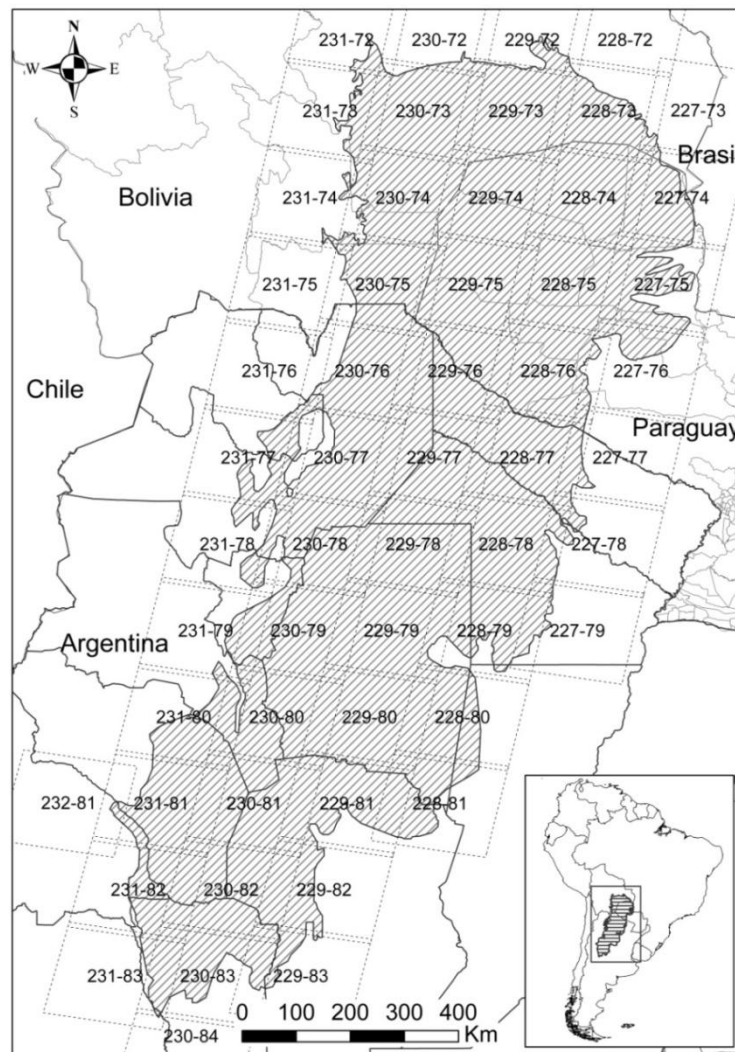 N
W E
S
231-72 230-72 229-72 228-72
231-73 230-73 229-73 228-73 227-73
Brasi
Bolivia
231-74 230-74 229-74 228-74 227-74
231-75 230-75 229-75 228-75 227-75
231-76 230-76 229-76 228-76 227-76
Chile
Paraguay
231-77 230-77 229-77 228-77 227-77
231-78 230-78 229-78 228-78 227-78
231-79 230-79 229-79 228-79 227-79
Argentina
231-80 230-80 229-80 228-80
232-81 231-81 230-81 229-81 228-81
231-82 230-82 229-82
231-83 230-83 229-83
0 100 200 300 400
Km
230-84